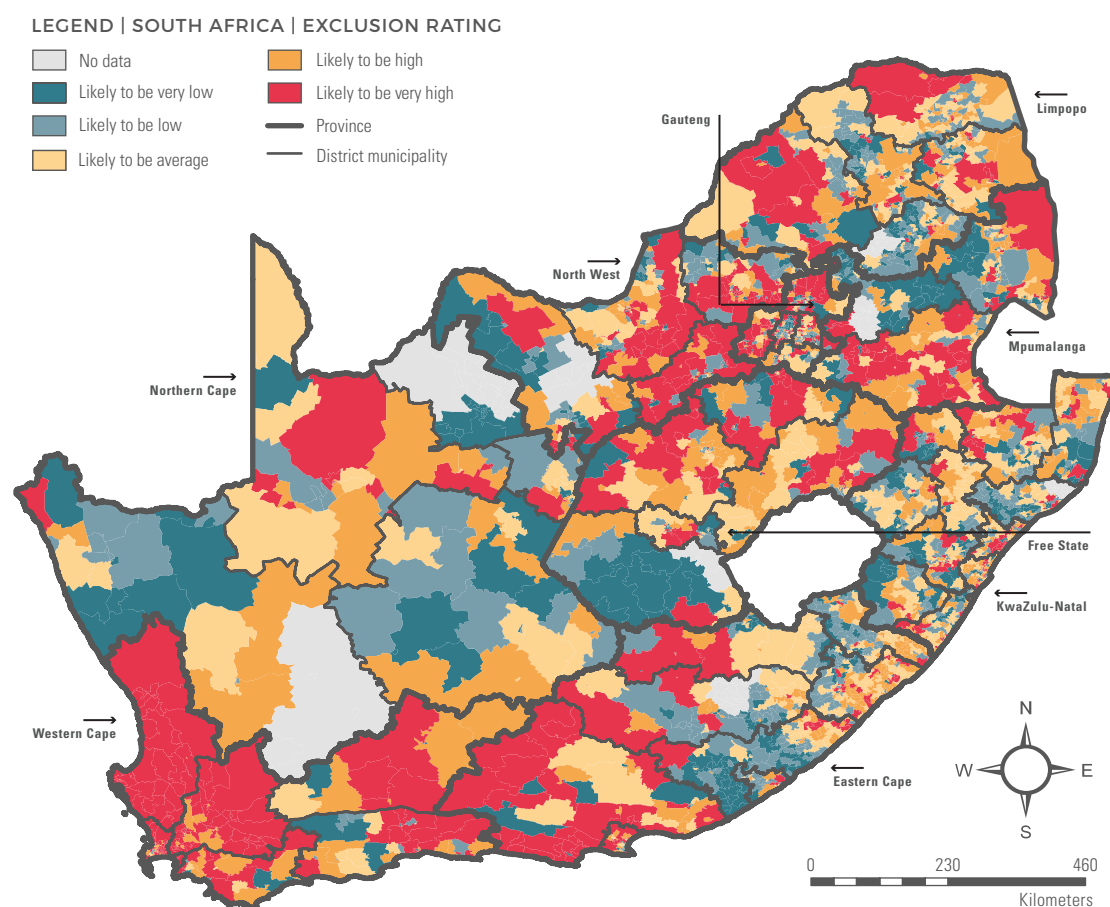 LEGEND | SOUTH AFRICA | EXCLUSION RATING
No data
Likely to be very low
Likely to be low
Likely to be average
Likely to be high
Likely to be very high
Province
District municipality
Limpopo
Gauteng
North West
Mpumalanga
Northern Cape
Free State
KwaZulu-Natal
Western Cape
Eastern Cape
N
W
E
S
0 230 460
Kilometers